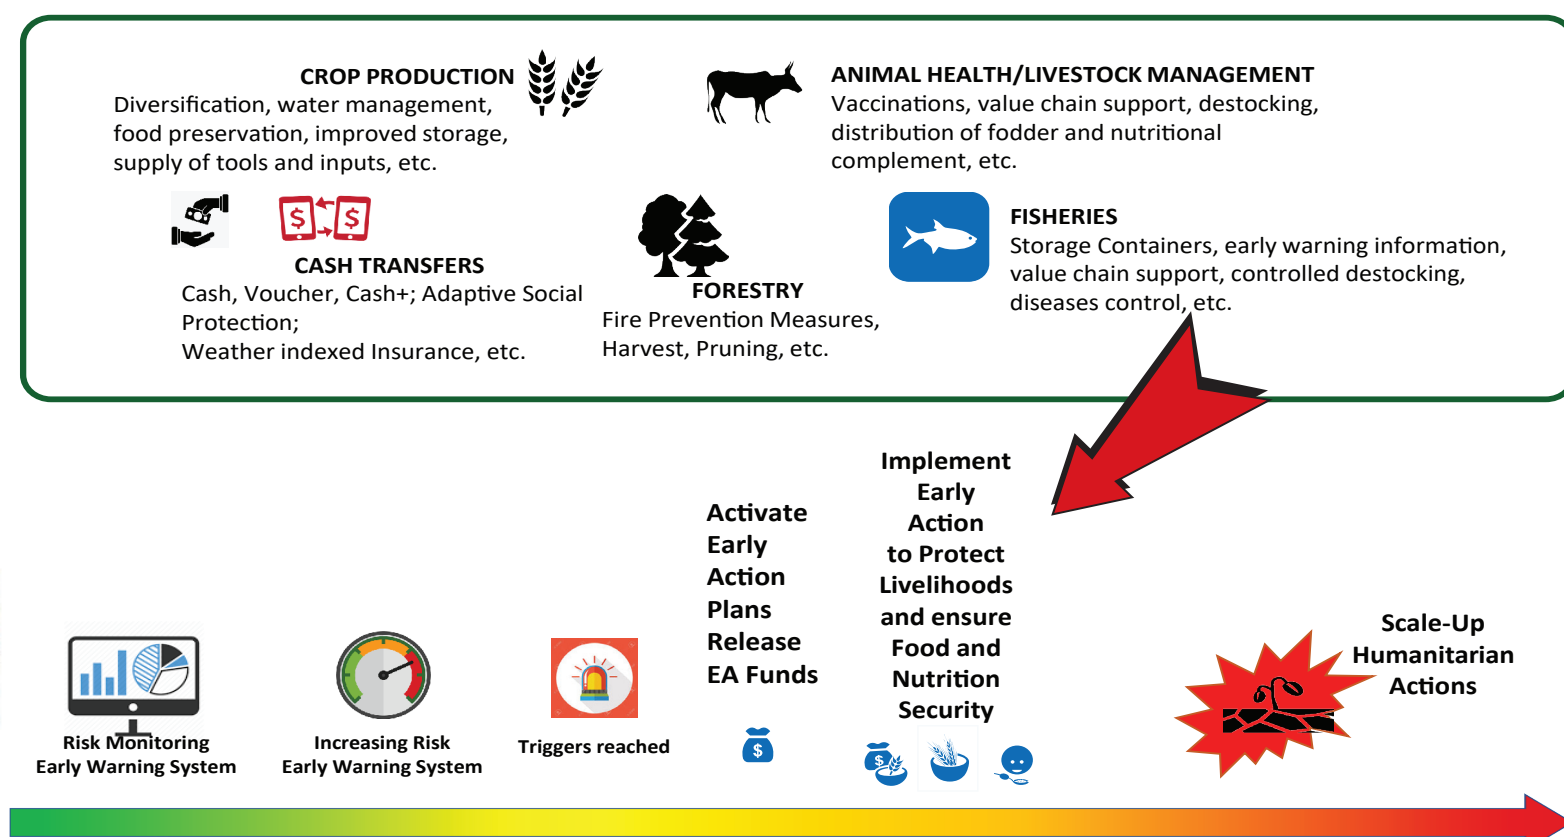 CROP PRODUCTION
Diversification, water management,
food preservation, improved storage,
supply of tools and inputs, etc.
ANIMAL HEALTH/LIVESTOCK MANAGEMENT
Vaccinations, value chain support, destocking,
distribution of fodder and nutritional
complement, etc.
$ $
CASH TRANSFERS
Cash, Voucher, Cash+; Adaptive Social
Protection;
Weather indexed Insurance, etc.
FORESTRY
Fire Prevention Measures,
Harvest, Pruning, etc.
FISHERIES
Storage Containers, early warning information,
value chain support, controlled destocking,
diseases control, etc.
Risk Monitoring
Early Warning System
Increasing Risk
Early Warning System
Triggers reached
Activate
Early
Action
Plans
Release
EA Funds
$
Implement
Early
Action
to Protect
Livelihoods
and ensure
Food and
Nutrition
Security
$
Scale-Up
Humanitarian
Actions